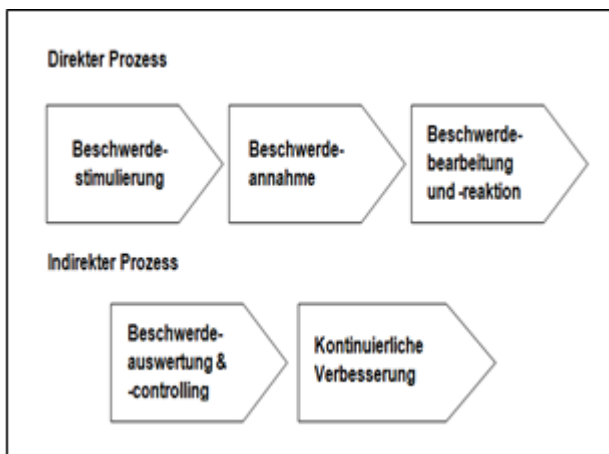 Direkter Prozess
Beschwerde-
stimulierung
Beschwerde-
annahme
Beschwerde-
bearbeitung
und -reaktion
Indirekter Prozess
Beschwerde-
auswertung &
-controlling
Kontinuierliche
Verbesserung